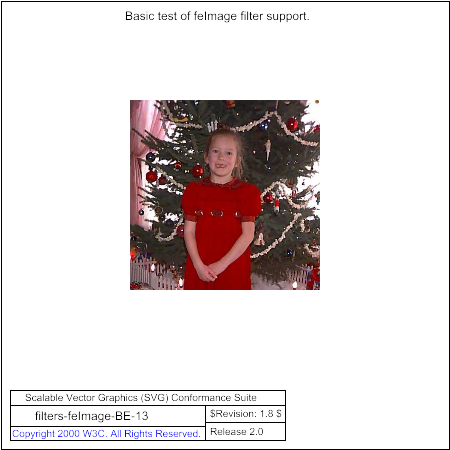 Basic test of feImage filter support.
Scalable Vector Graphics (SVG) Conformance Suite
filters-feImage-BE-13
$Revision: 1.8 $
Copyright 2000 W3C. All Rights Reserved.
Release 2.0